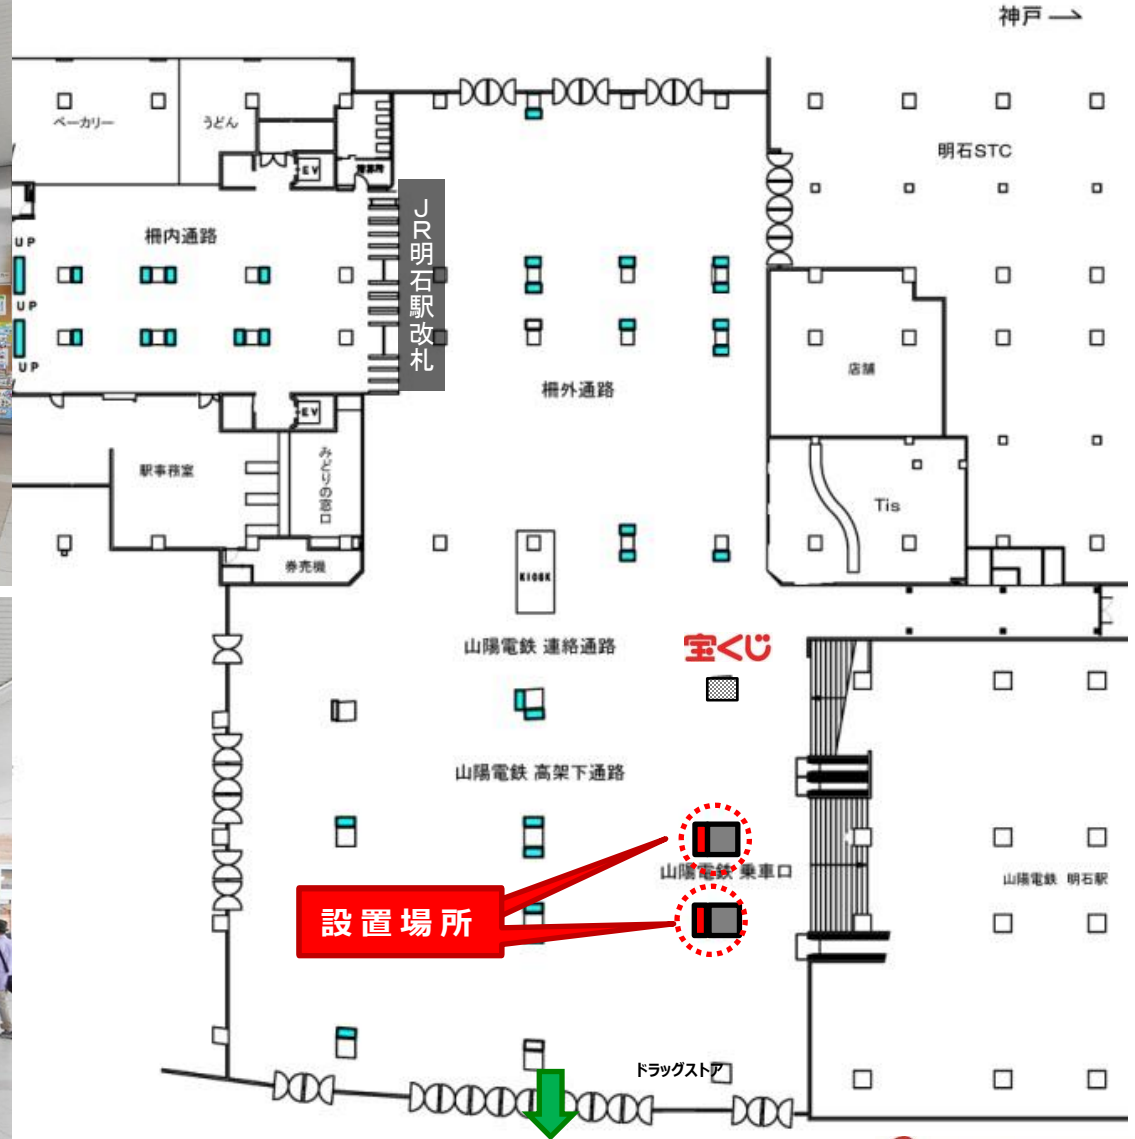 神戸
ベーカリー
うどん
明石STC
EV
精算所
JR明石駅改札
柵内通路
UP
UP
UP
店舗
柵外通路
EV
駅事務室
みどりの窓口
Tis
券売機
KIOSK
山陽電鉄 連絡通路
宝くじ
山陽電鉄 高架下通路
山陽電鉄 乗車口
山陽電鉄 明石駅
設置場所
ドラッグストア